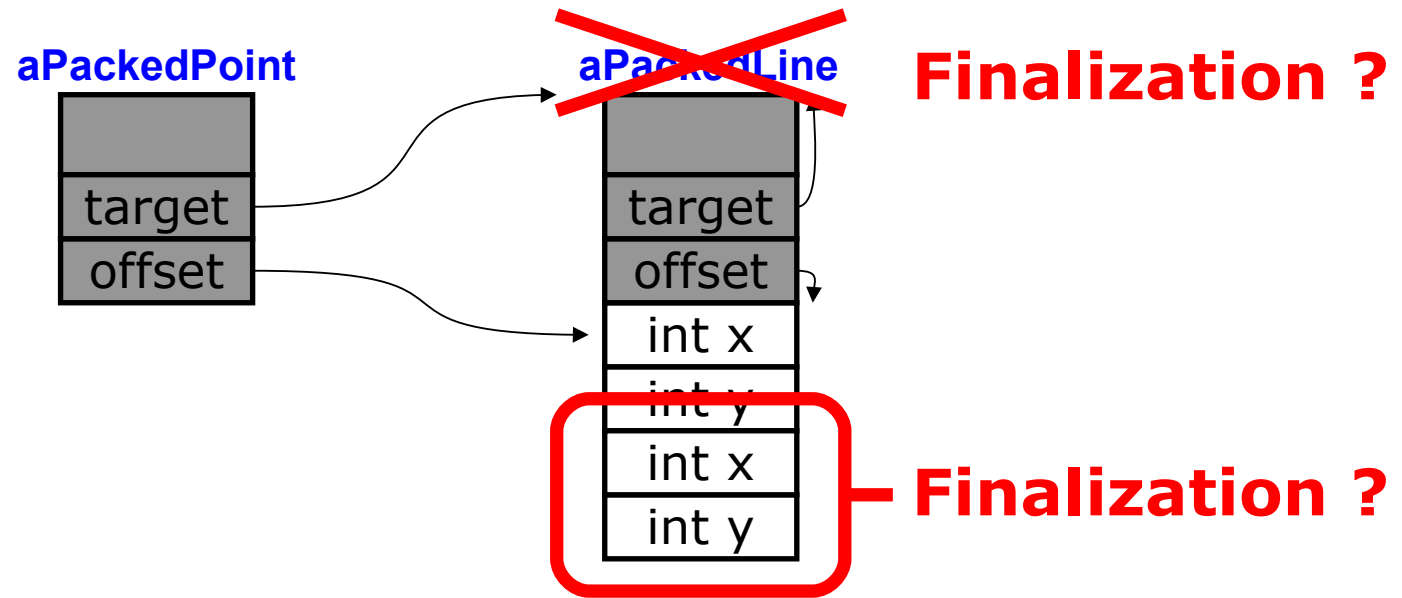 aPackedPoint
aPackedLine
Finalization ?
target
offset
target
offset
int x
int y
int x
int y
Finalization ?